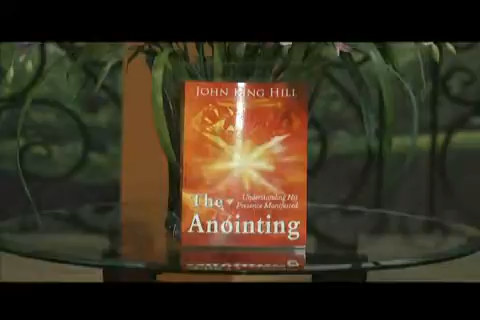 JOHN KING HILL
Understanding His
Presence Manifested
The
Anointing